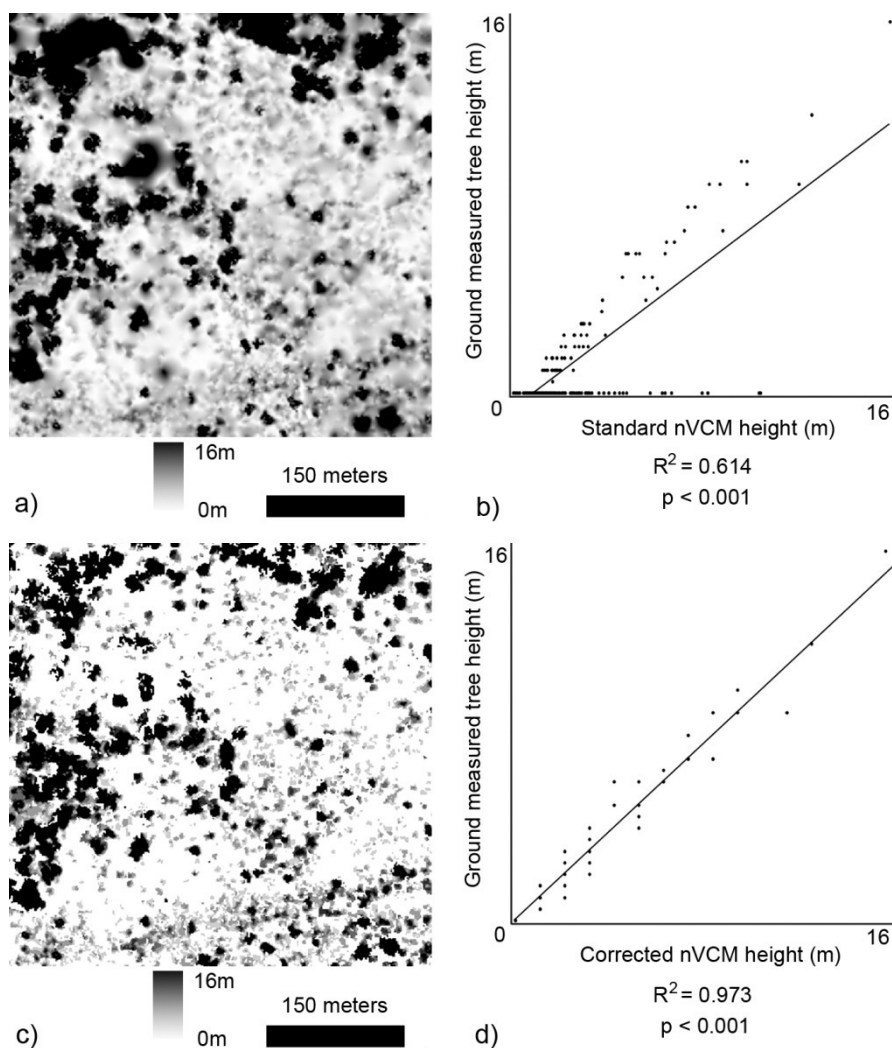 16
Ground measured tree height (m)
0
16
Standard nVCM height (m)
R² = 0.614
p < 0.001
b)
16m
0m
150 meters
a)
16
Ground measured tree height (m)
0
16
Corrected nVCM height (m)
R² = 0.973
p < 0.001
d)
16m
0m
150 meters
c)